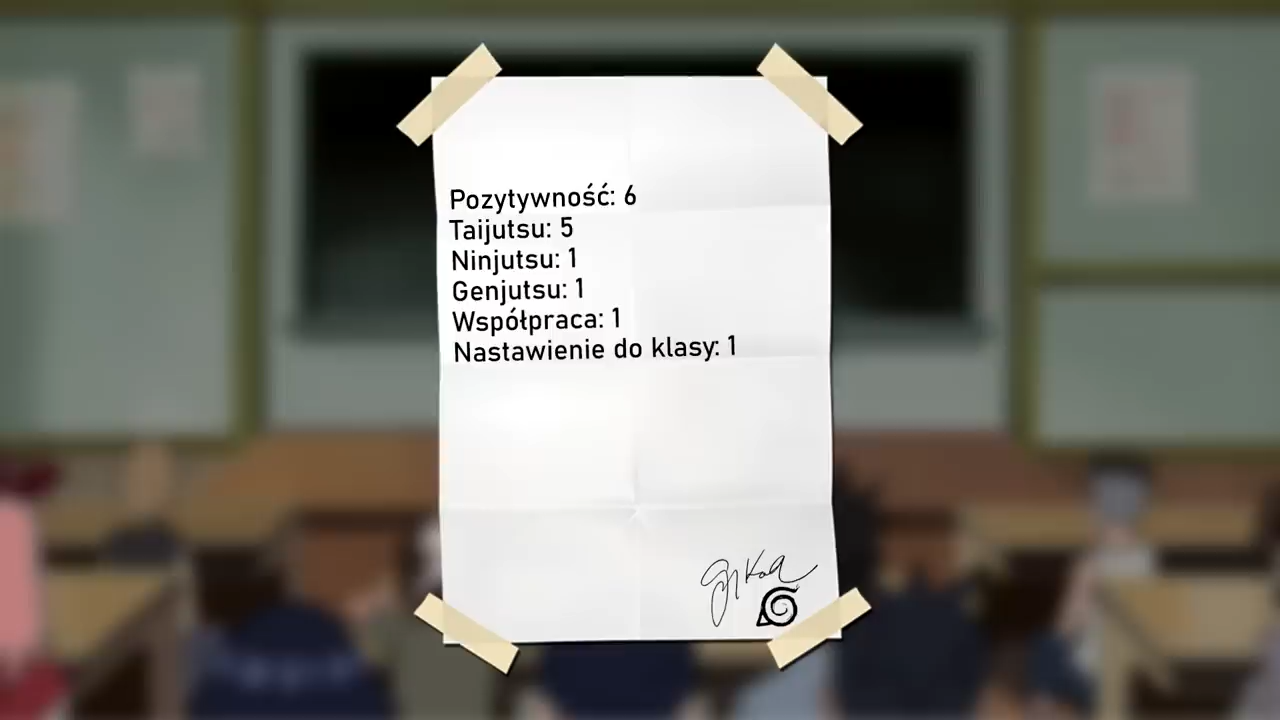 Pozytywność: 6
Taijutsu: 5
Ninjutsu: 1
Genjutsu: 1
Współpraca: 1
Nastawienie do klasy: 1